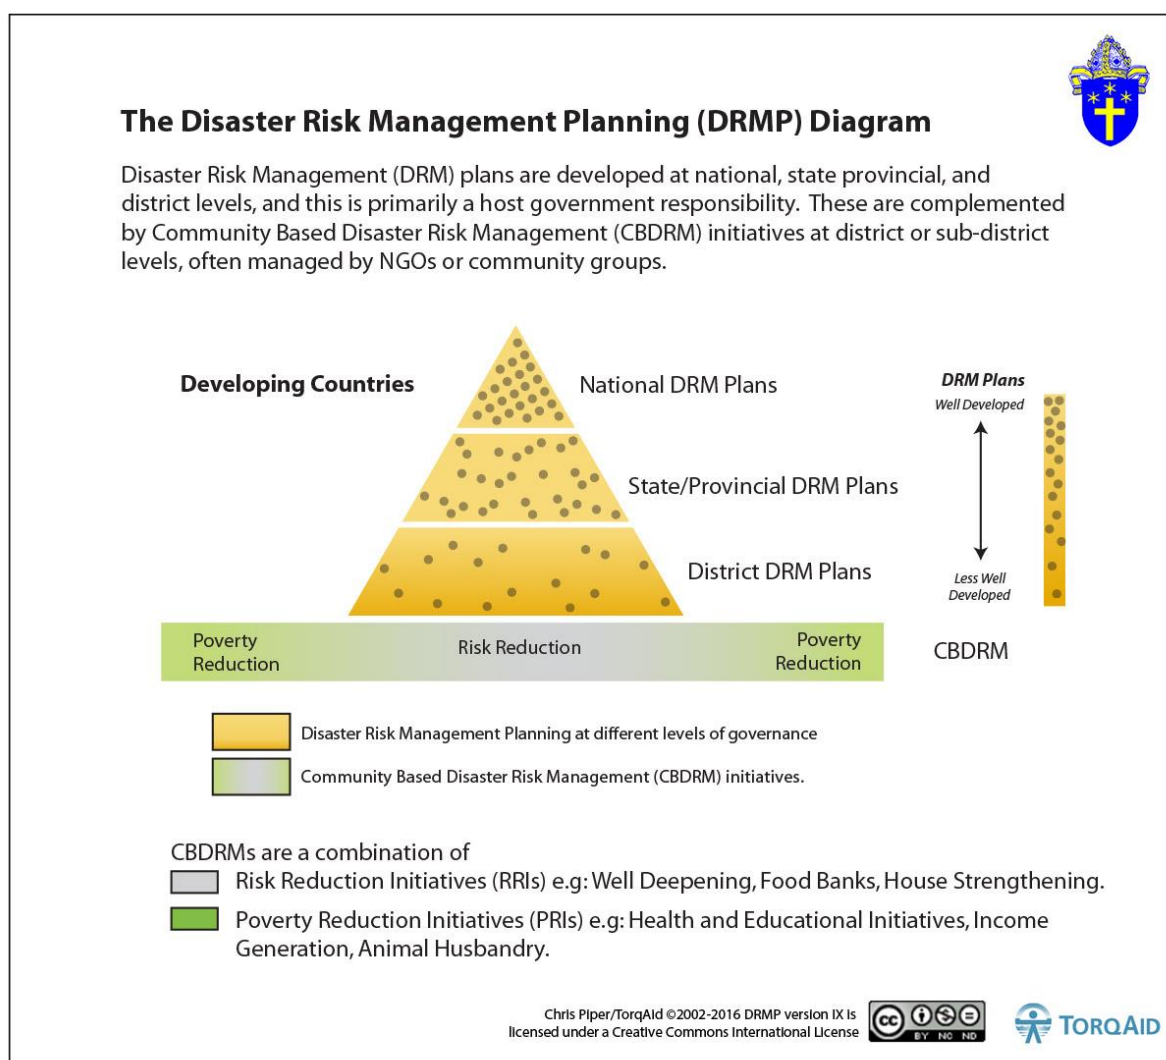 The Disaster Risk Management Planning (DRMP) Diagram
Disaster Risk Management (DRM) plans are developed at national, state provincial, and
district levels, and this is primarily a host government responsibility. These are complemented
by Community Based Disaster Risk Management (CBDRM) initiatives at district or sub-district
levels, often managed by NGOs or community groups.
Developing Countries
National DRM Plans
State/Provincial DRM Plans
District DRM Plans
DRM Plans
Well Developed
Less Well
Developed
Poverty
Reduction
Risk Reduction
Poverty
Reduction
CBDRM
Disaster Risk Management Planning at different levels of governance
Community Based Disaster Risk Management (CBDRM) initiatives.
CBDRMs are a combination of
Risk Reduction Initiatives (RRIs) e.g: Well Deepening, Food Banks, House Strengthening.
Poverty Reduction Initiatives (PRIs) e.g: Health and Educational Initiatives, Income
Generation, Animal Husbandry.
Chris Piper/TorqAid ©2002-2016 DRMP version IX is
licensed under a Creative Commons International License
cc
BY NC ND
TORQAID